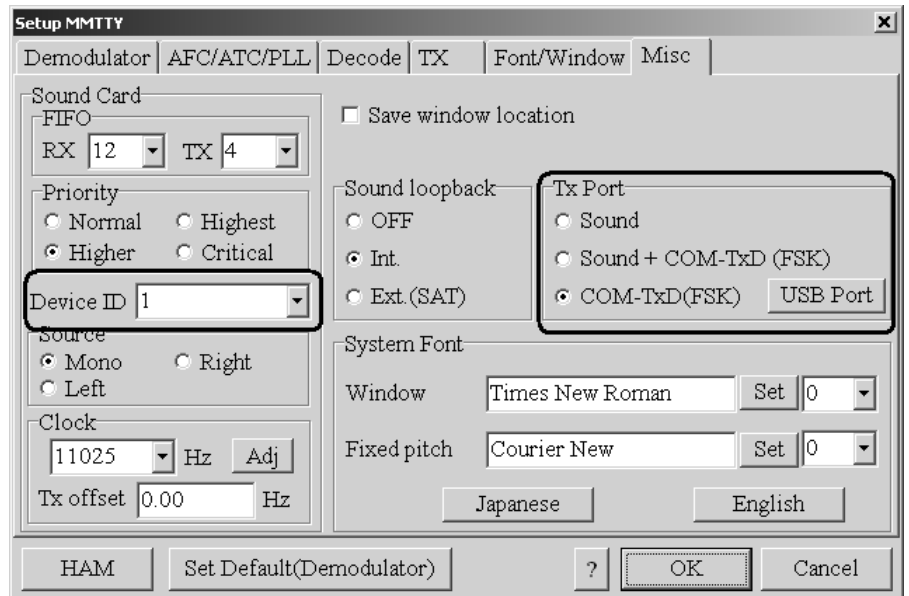 Setup MMTTY
Demodulator AFC/ATC/PLL Decode TX Font/Window Misc
Sound Card
FIFO
RX 12 TX 4
Priority
Normal Highest
Higher Critical
Device ID 1
Source
Mono Right
Left
Clock
11025 Hz Adj
Tx offset 0.00 Hz
Save window location
Sound loopback
OFF
Int.
Ext.(SAT)
Tx Port
Sound
Sound + COM-TxD (FSK)
COM-TxD(FSK) USB Port
System Font
Window Times New Roman Set 0
Fixed pitch Courier New Set 0
Japanese English
HAM Set Default(Demodulator) ? OK Cancel